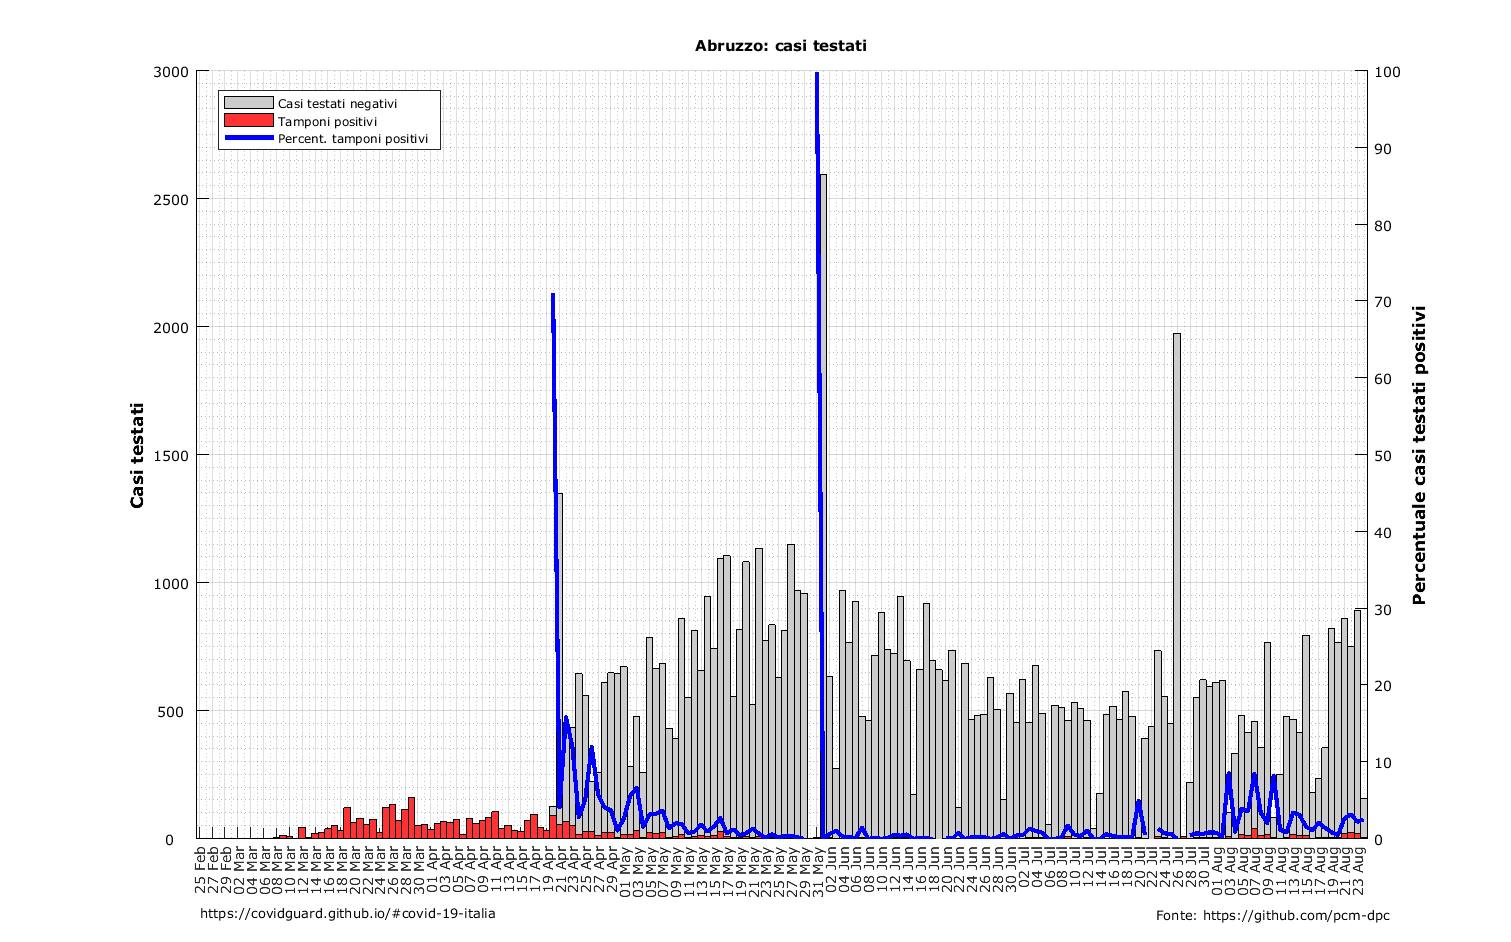 Abruzzo: casi testati
Casi testati negativi
Tamponi positivi
Percent. tamponi positivi
3000
2500
2000
1500
1000
500
0
Casi testati
100
90
80
70
60
50
40
30
20
10
0
Percentuale casi testati positivi
25 Feb
27 Feb
29 Feb
02 Mar
04 Mar
06 Mar
08 Mar
10 Mar
12 Mar
14 Mar
16 Mar
18 Mar
20 Mar
22 Mar
24 Mar
26 Mar
28 Mar
30 Mar
01 Apr
03 Apr
05 Apr
07 Apr
09 Apr
11 Apr
13 Apr
15 Apr
17 Apr
19 Apr
21 Apr
23 Apr
25 Apr
27 Apr
29 Apr
01 May
03 May
05 May
07 May
09 May
11 May
13 May
15 May
17 May
19 May
21 May
23 May
25 May
27 May
29 May
31 May
02 Jun
04 Jun
06 Jun
08 Jun
10 Jun
12 Jun
14 Jun
16 Jun
18 Jun
20 Jun
22 Jun
24 Jun
26 Jun
28 Jun
30 Jun
02 Jul
04 Jul
06 Jul
08 Jul
10 Jul
12 Jul
14 Jul
16 Jul
18 Jul
20 Jul
22 Jul
24 Jul
26 Jul
28 Jul
30 Jul
01 Aug
03 Aug
05 Aug
07 Aug
09 Aug
11 Aug
13 Aug
15 Aug
17 Aug
19 Aug
21 Aug
23 Aug
https://covidguard.github.io/#covid-19-italia
Fonte: https://github.com/pcm-dpc